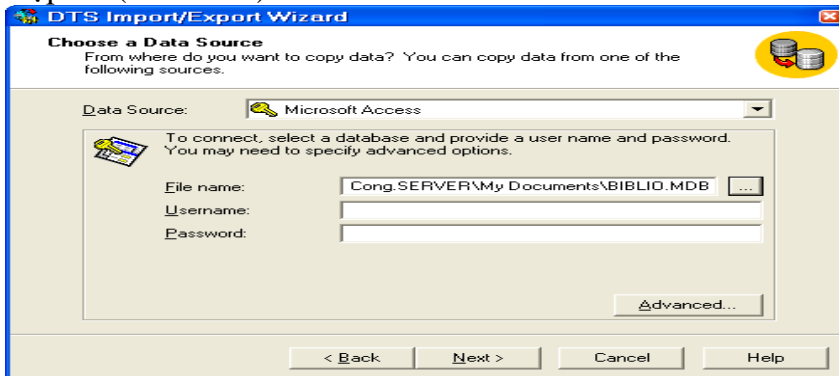 DTS Import/Export Wizard
Choose a Data Source
From where do you want to copy data? You can copy data from one of the
following sources.
Data Source: Microsoft Access
To connect, select a database and provide a user name and password.
You may need to specify advanced options.
File name: Cong.SERVER\My Documents\BIBLIO.MDB ...
Username:
Password:
Advanced...
< Back Next > Cancel Help